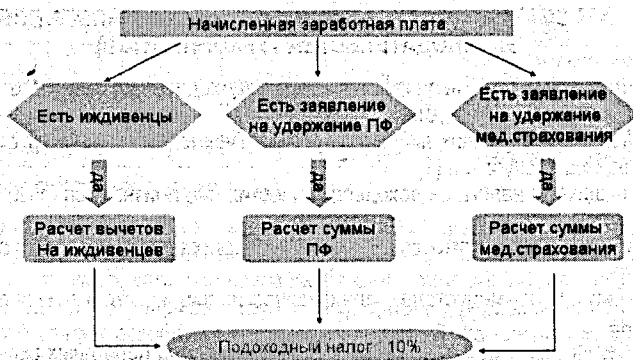 Начисленная заработная плата
Есть иждивенцы
Есть заявление
на удержание ПФ
Есть заявление
на удержание
мед.страхования
да
да
да
Расчет вычетов
На иждивенцев
Расчет суммы
ПФ
Расчет суммы
мед.страхования
Подоходный налог 10%